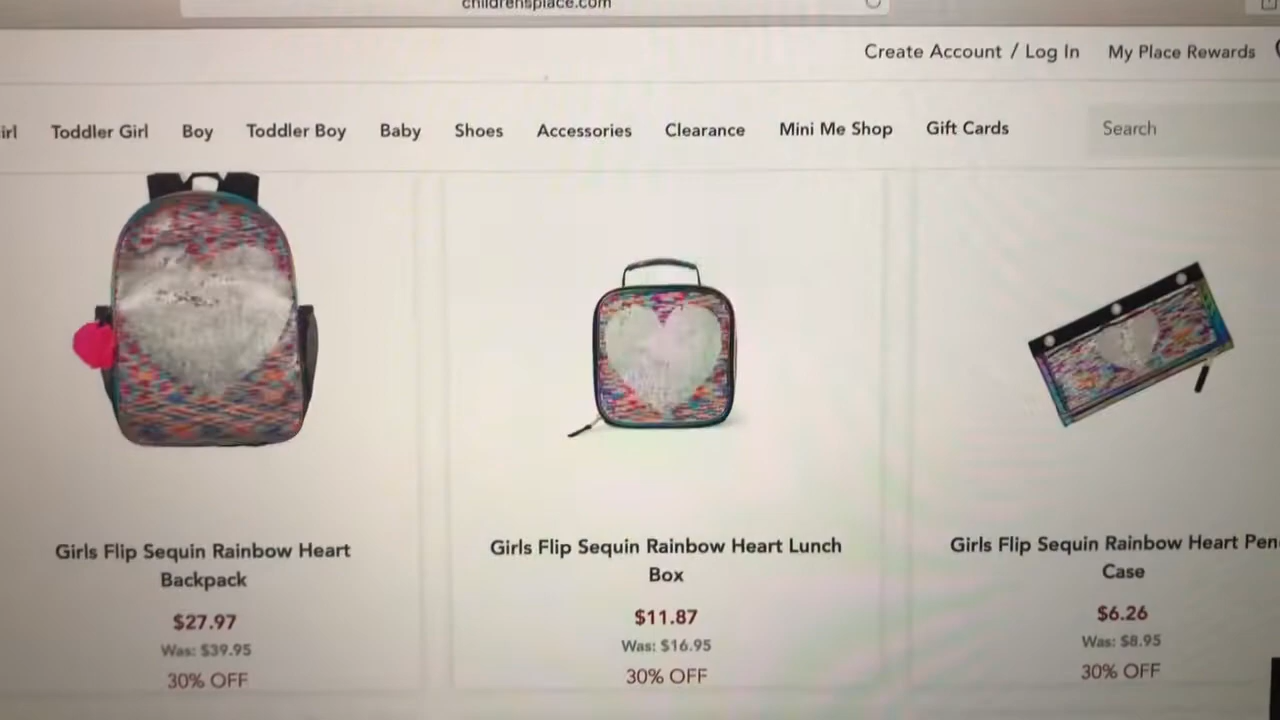 childrensplace.com
Create Account / Log In My Place Rewards
irl Toddler Girl Boy Toddler Boy Baby Shoes Accessories Clearance Mini Me Shop Gift Cards Search
Girls Flip Sequin Rainbow Heart
Backpack
$27.97
Was: $39.95
30% OFF
Girls Flip Sequin Rainbow Heart Lunch
Box
$11.87
Was: $16.95
30% OFF
Girls Flip Sequin Rainbow Heart Pen
Case
$6.26
Was: $8.95
30% OFF